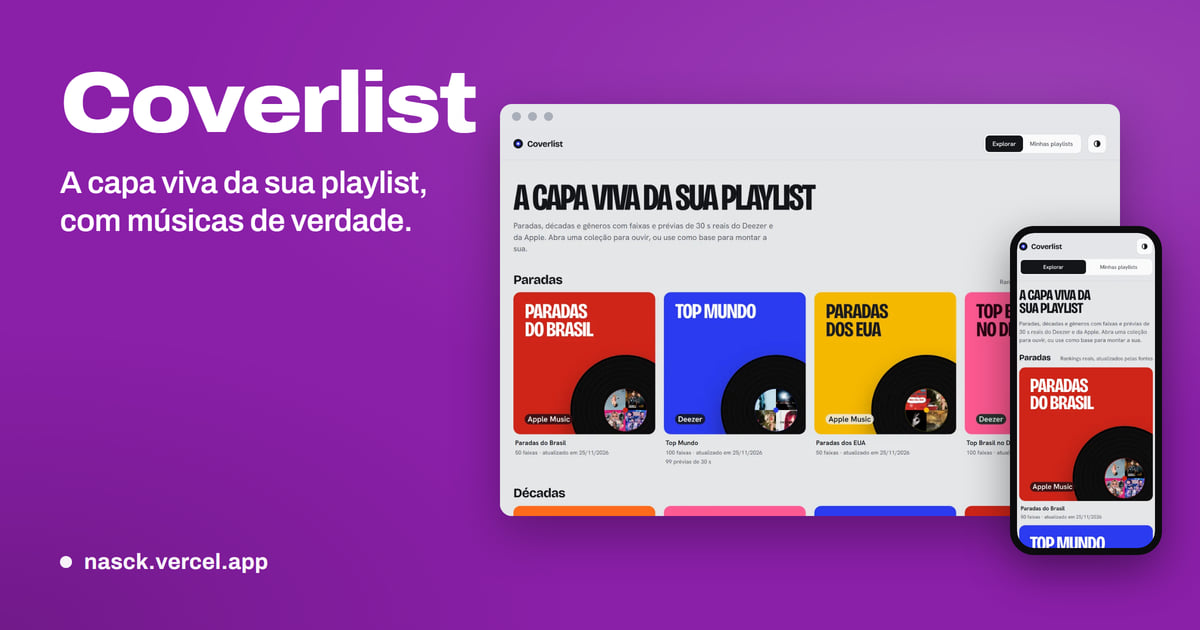 Coverlist
A capa viva da sua playlist,
com músicas de verdade.
nasck.vercel.app
Coverlist
Explorar
Minhas playlists
A CAPA VIVA DA SUA PLAYLIST
Paradas, décadas e gêneros com faixas e prévias de 30 s reais do Deezer e
da Apple. Abra uma coleção para ouvir, ou use como base para montar a
sua.
Paradas
PARADAS
DO BRASIL
Apple Music
Paradas do Brasil
50 faixas · atualizado em 25/11/2026
TOP MUNDO
Deezer
Top Mundo
100 faixas · atualizado em 25/11/2026
99 prévias de 30 s
PARADAS
DOS EUA
Apple Music
Paradas dos EUA
50 faixas · atualizado em 25/11/2026
TOP
NO
Deezer
Top Brasil no
100 faixas
Décadas
Coverlist
Explorar
Minhas playlists
A CAPA VIVA DA
SUA PLAYLIST
Paradas, décadas e gêneros com faixas e prévias de
30 s reais do Deezer e da Apple. Abra uma coleção
para ouvir, ou use como base para montar a sua.
Paradas
Rankings reais, atualizados pelas fontes
PARADAS
DO BRASIL
Apple Music
Paradas do Brasil
50 faixas · atualizado em 25/11/2026
TOP MUNDO